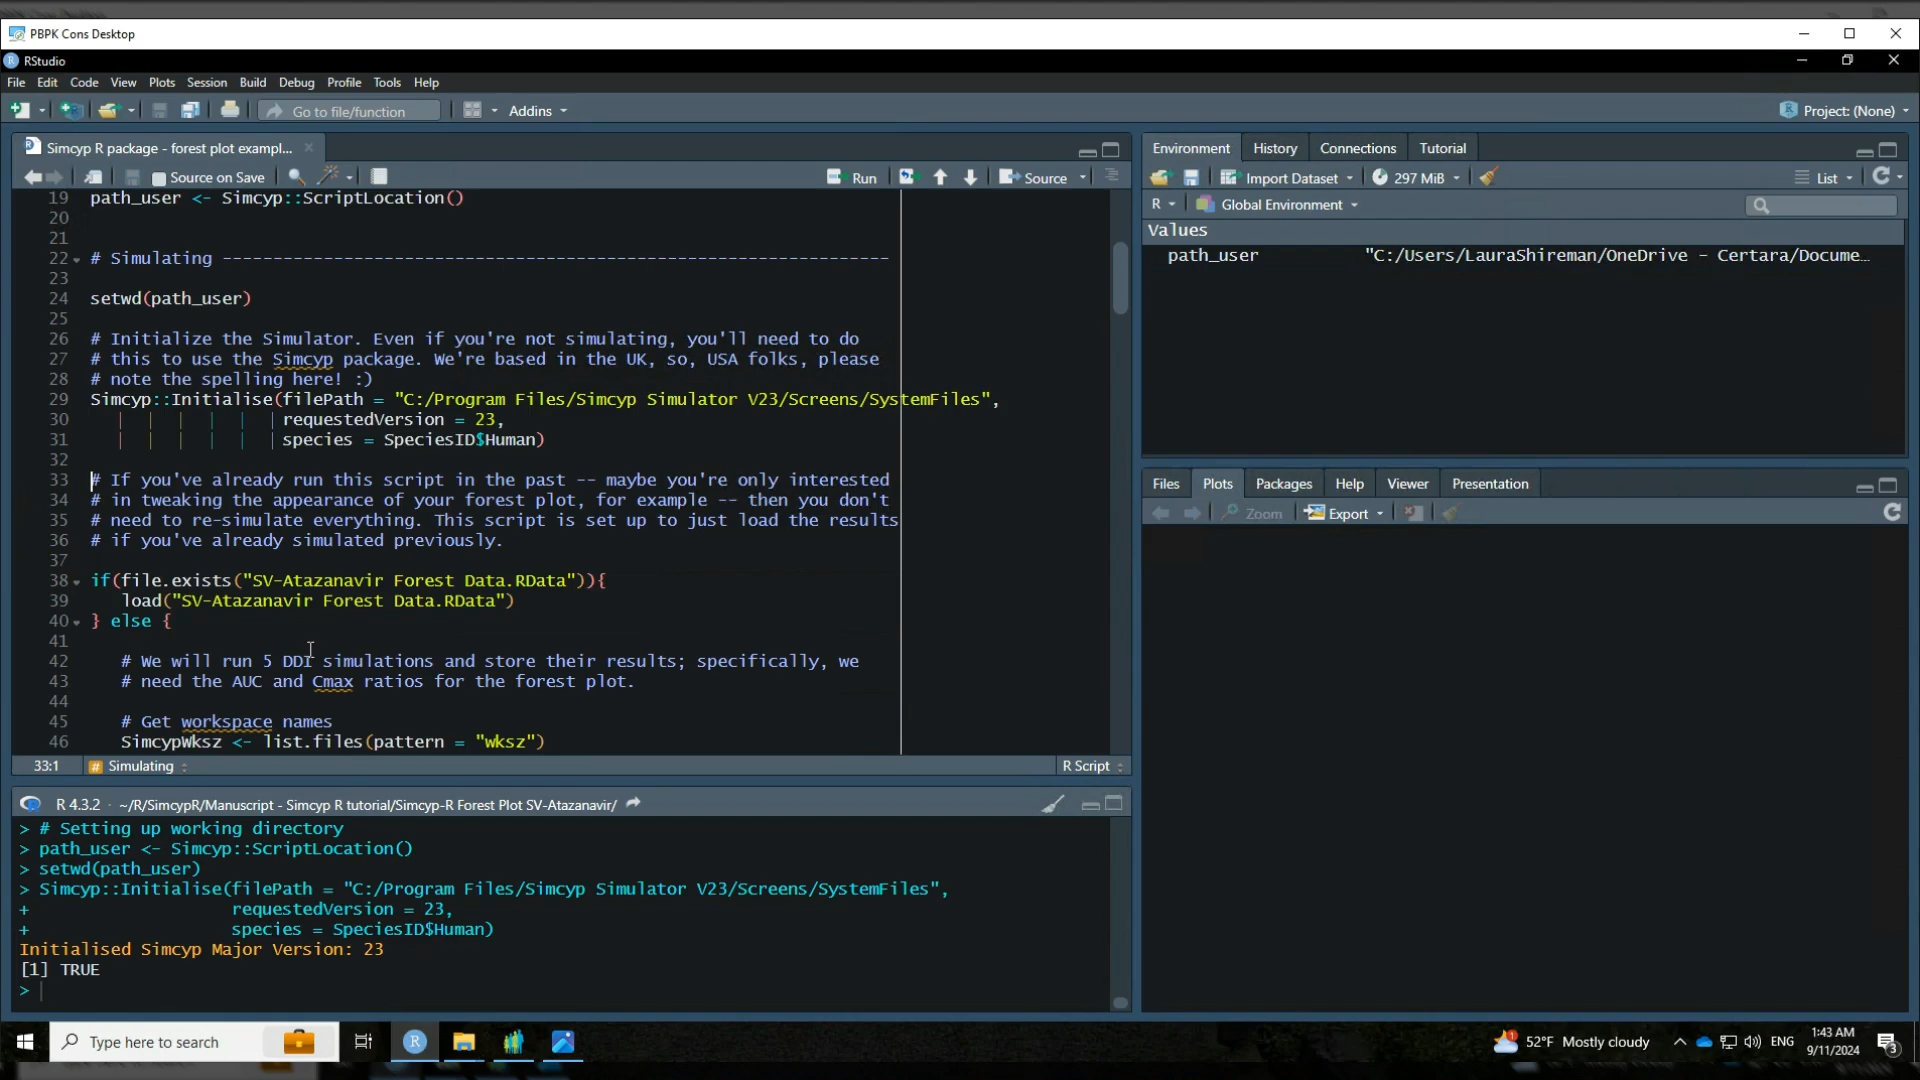 PBPK Cons Desktop
RStudio
File Edit Code View Plots Session Build Debug Profile Tools Help
Go to file/function Addins Project: (None)
Simcyp R package - forest plot exampl...
Source on Save Run Source
19 path_user <- Simcyp::ScriptLocation()
20
21
22 # Simulating ------------------------------------------------------------------
23
24 setwd(path_user)
25
26 # Initialize the Simulator. Even if you're not simulating, you'll need to do
27 # this to use the Simcyp package. We're based in the UK, so, USA folks, please
28 # note the spelling here! :)
29 Simcyp::Initialise(filePath = "C:/Program Files/Simcyp Simulator V23/Screens/SystemFiles",
30 requestedVersion = 23,
31 species = SpeciesID$Human)
32
33 # If you've already run this script in the past -- maybe you're only interested
34 # in tweaking the appearance of your forest plot, for example -- then you don't
35 # need to re-simulate everything. This script is set up to just load the results
36 # if you've already simulated previously.
37
38 if(file.exists("SV-Atazanavir Forest Data.RData")){
39 load("SV-Atazanavir Forest Data.RData")
40 } else {
41
42 # We will run 5 DDI simulations and store their results; specifically, we
43 # need the AUC and Cmax ratios for the forest plot.
44
45 # Get workspace names
46 SimcypWksz <- list.files(pattern = "wksz")
33:1 # Simulating R Script
R 4.3.2 · ~/R/SimcypR/Manuscript - Simcyp R tutorial/Simcyp-R Forest Plot SV-Atazanavir/
> # Setting up working directory
> path_user <- Simcyp::ScriptLocation()
> setwd(path_user)
> Simcyp::Initialise(filePath = "C:/Program Files/Simcyp Simulator V23/Screens/SystemFiles",
+ requestedVersion = 23,
+ species = SpeciesID$Human)
Initialised Simcyp Major Version: 23
[1] TRUE
>
Environment History Connections Tutorial
Import Dataset 297 MiB List
R Global Environment
Values
path_user "C:/Users/LauraShireman/OneDrive - Certara/Docume...
Files Plots Packages Help Viewer Presentation
Zoom Export
Type here to search
52°F Mostly cloudy ENG
1:43 AM
9/11/2024
3